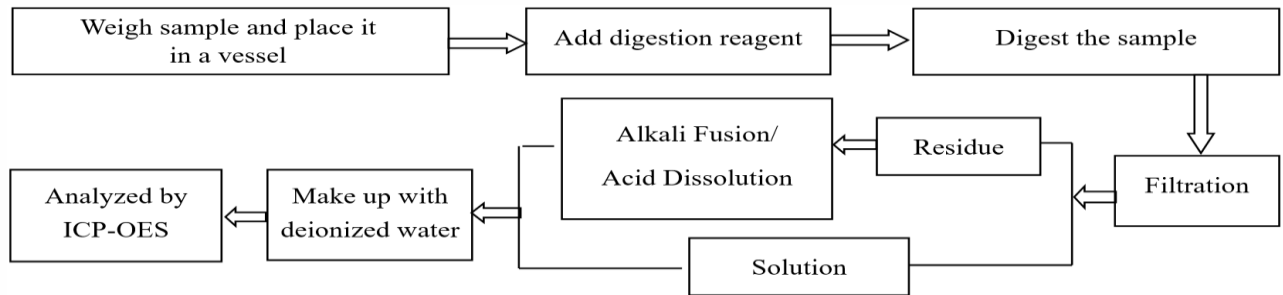 Weigh sample and place it
in a vessel
Add digestion reagent
Digest the sample
Filtration
Residue
Alkali Fusion/
Acid Dissolution
Solution
Make up with
deionized water
Analyzed by
ICP-OES